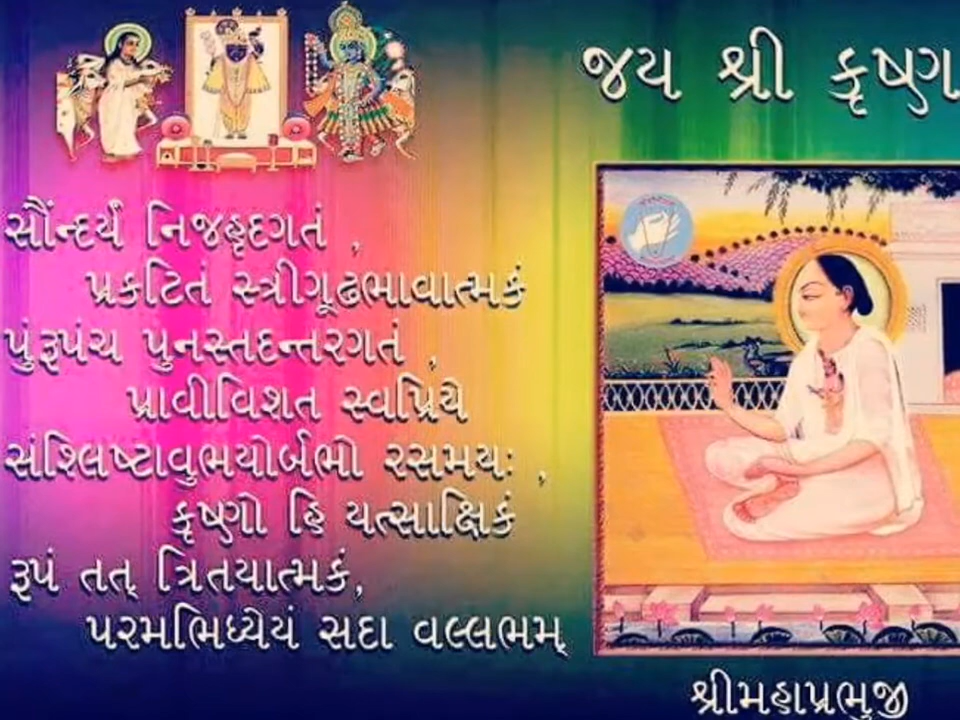 જય શ્રી કૃષ્ણ
સૌંન્દર્યં નિજહૃદગતં ,
પ્રકટિતં સ્ત્રીગૂઢભાવાત્મકં
પુંરૂપંચ પુનસ્તદન્તરગતં ,
પ્રાવીવિશત સ્વપ્રિયે
સંશ્લિષ્ટાવુભયોર્બભો રસમયઃ ,
કૃષ્ણો હિ યત્સાક્ષિકં
રૂપં તત્ ત્રિતયાત્મકં,
પરમભિધ્યેયં સદા વલ્લભમ્
શ્રીમહાપ્રભુજી